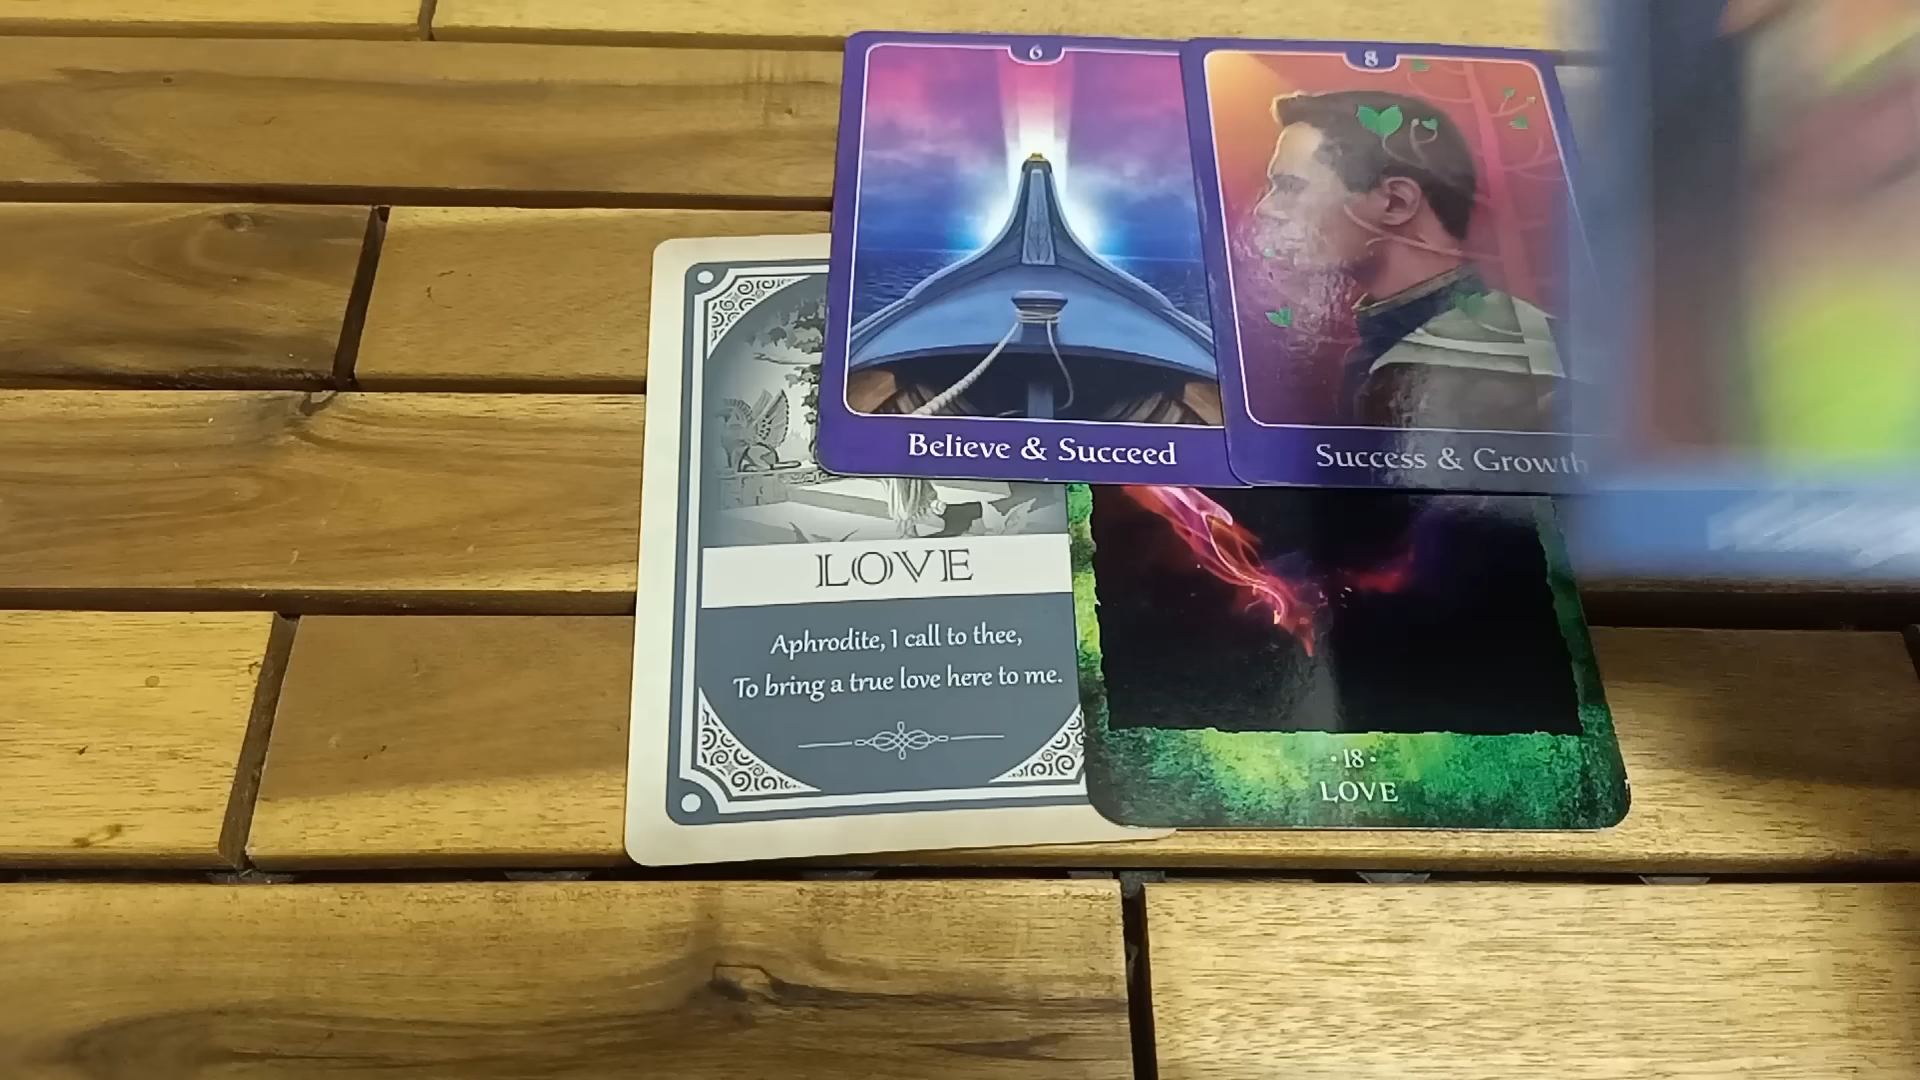 6
Believe & Succeed
8
Success & Growth
LOVE
Aphrodite, I call to thee,
To bring a true love here to me.
·18·
LOVE